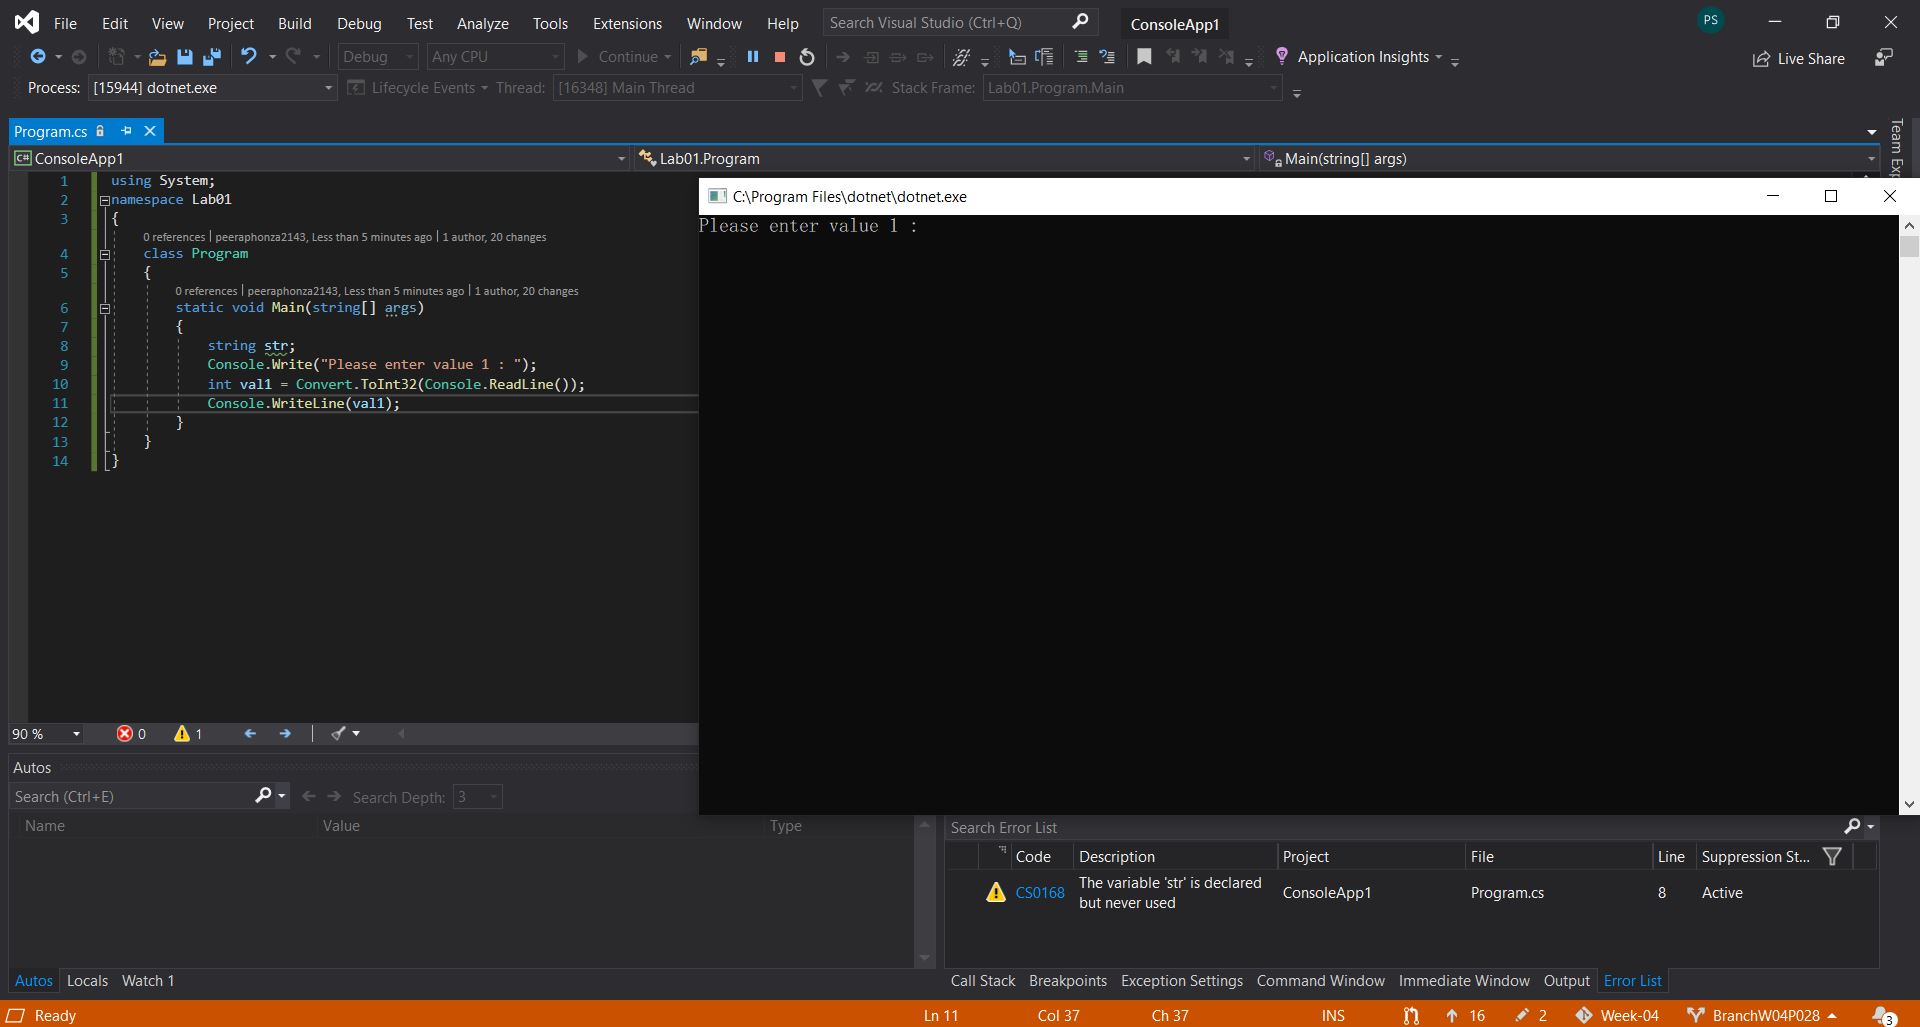 File Edit View Project Build Debug Test Analyze Tools Extensions Window Help Search Visual Studio (Ctrl+Q) ConsoleApp1 PS
Debug Any CPU Continue Application Insights Live Share
Process: [15944] dotnet.exe Lifecycle Events Thread: [16348] Main Thread Stack Frame: Lab01.Program.Main
Program.cs
C# ConsoleApp1 Lab01.Program Main(string[] args)
1 using System;
2 namespace Lab01
3 {
0 references | peeraphonza2143, Less than 5 minutes ago | 1 author, 20 changes
4 class Program
5 {
0 references | peeraphonza2143, Less than 5 minutes ago | 1 author, 20 changes
6 static void Main(string[] args)
7 {
8 string str;
9 Console.Write("Please enter value 1 : ");
10 int val1 = Convert.ToInt32(Console.ReadLine());
11 Console.WriteLine(val1);
12 }
13 }
14 }
C:\Program Files\dotnet\dotnet.exe
Please enter value 1 :
90 % 0 1
Autos
Search (Ctrl+E) Search Depth: 3
Name Value Type
Autos Locals Watch 1
Search Error List
Code Description Project File Line Suppression St...
CS0168 The variable 'str' is declared but never used ConsoleApp1 Program.cs 8 Active
Call Stack Breakpoints Exception Settings Command Window Immediate Window Output Error List
Ready Ln 11 Col 37 Ch 37 INS 16 2 Week-04 BranchW04P028 3